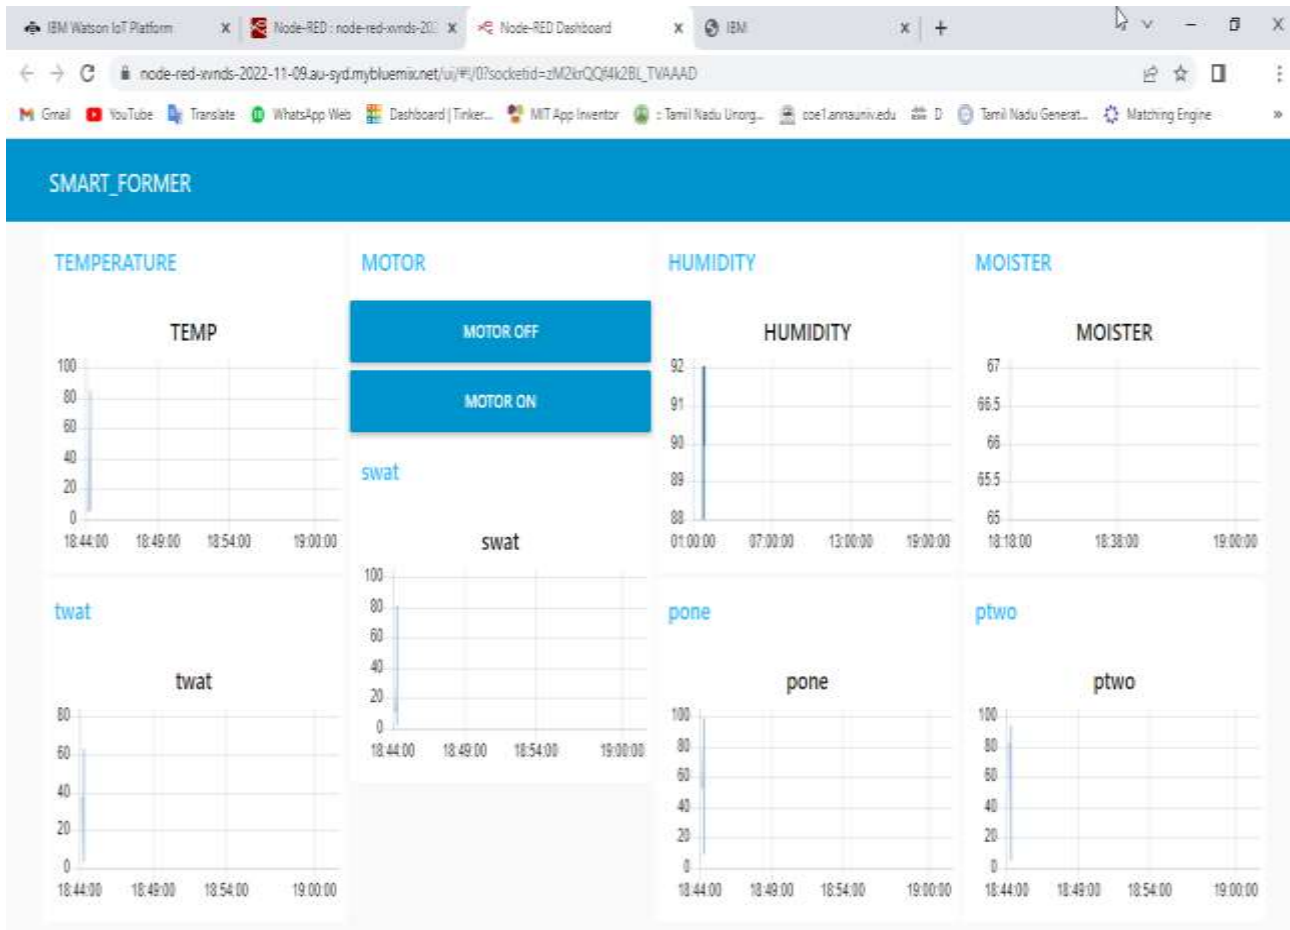 IBM Watson IoT Platform
Node-RED : node-red-xvnds-202
Node-RED Dashboard
IBM
node-red-xvnds-2022-11-09.au-syd.mybluemix.net/ui/#!/0?socketid=zM2krQQf4k2BL_TVAAAD
Gmail YouTube Translate WhatsApp Web Dashboard | Tinker... MIT App Inventor :: Tamil Nadu Unorg... coe1.annauniv.edu D Tamil Nadu Generat... Matching Engine »
SMART_FORMER
TEMPERATURE
TEMP
100
80
60
40
20
0
18:44:00 18:49:00 18:54:00 19:00:00
twat
twat
80
60
40
20
0
18:44:00 18:49:00 18:54:00 19:00:00
MOTOR
MOTOR OFF
MOTOR ON
swat
swat
100
80
60
40
20
0
18:44:00 18:49:00 18:54:00 19:00:00
HUMIDITY
HUMIDITY
92
91
90
89
88
01:00:00 07:00:00 13:00:00 19:00:00
pone
pone
100
80
60
40
20
0
18:44:00 18:49:00 18:54:00 19:00:00
MOISTER
MOISTER
67
66.5
66
65.5
65
18:18:00 18:38:00 19:00:00
ptwo
ptwo
100
80
60
40
20
0
18:44:00 18:49:00 18:54:00 19:00:00